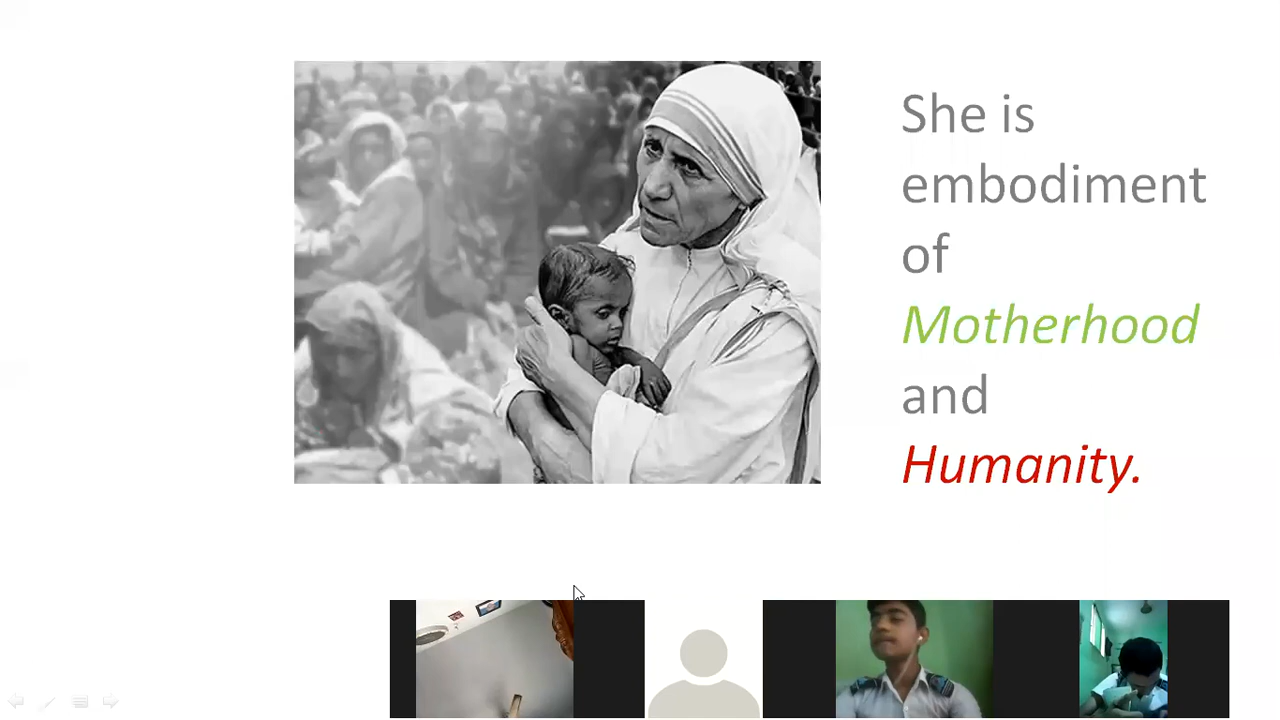 She is
embodiment
of
Motherhood
and
Humanity.